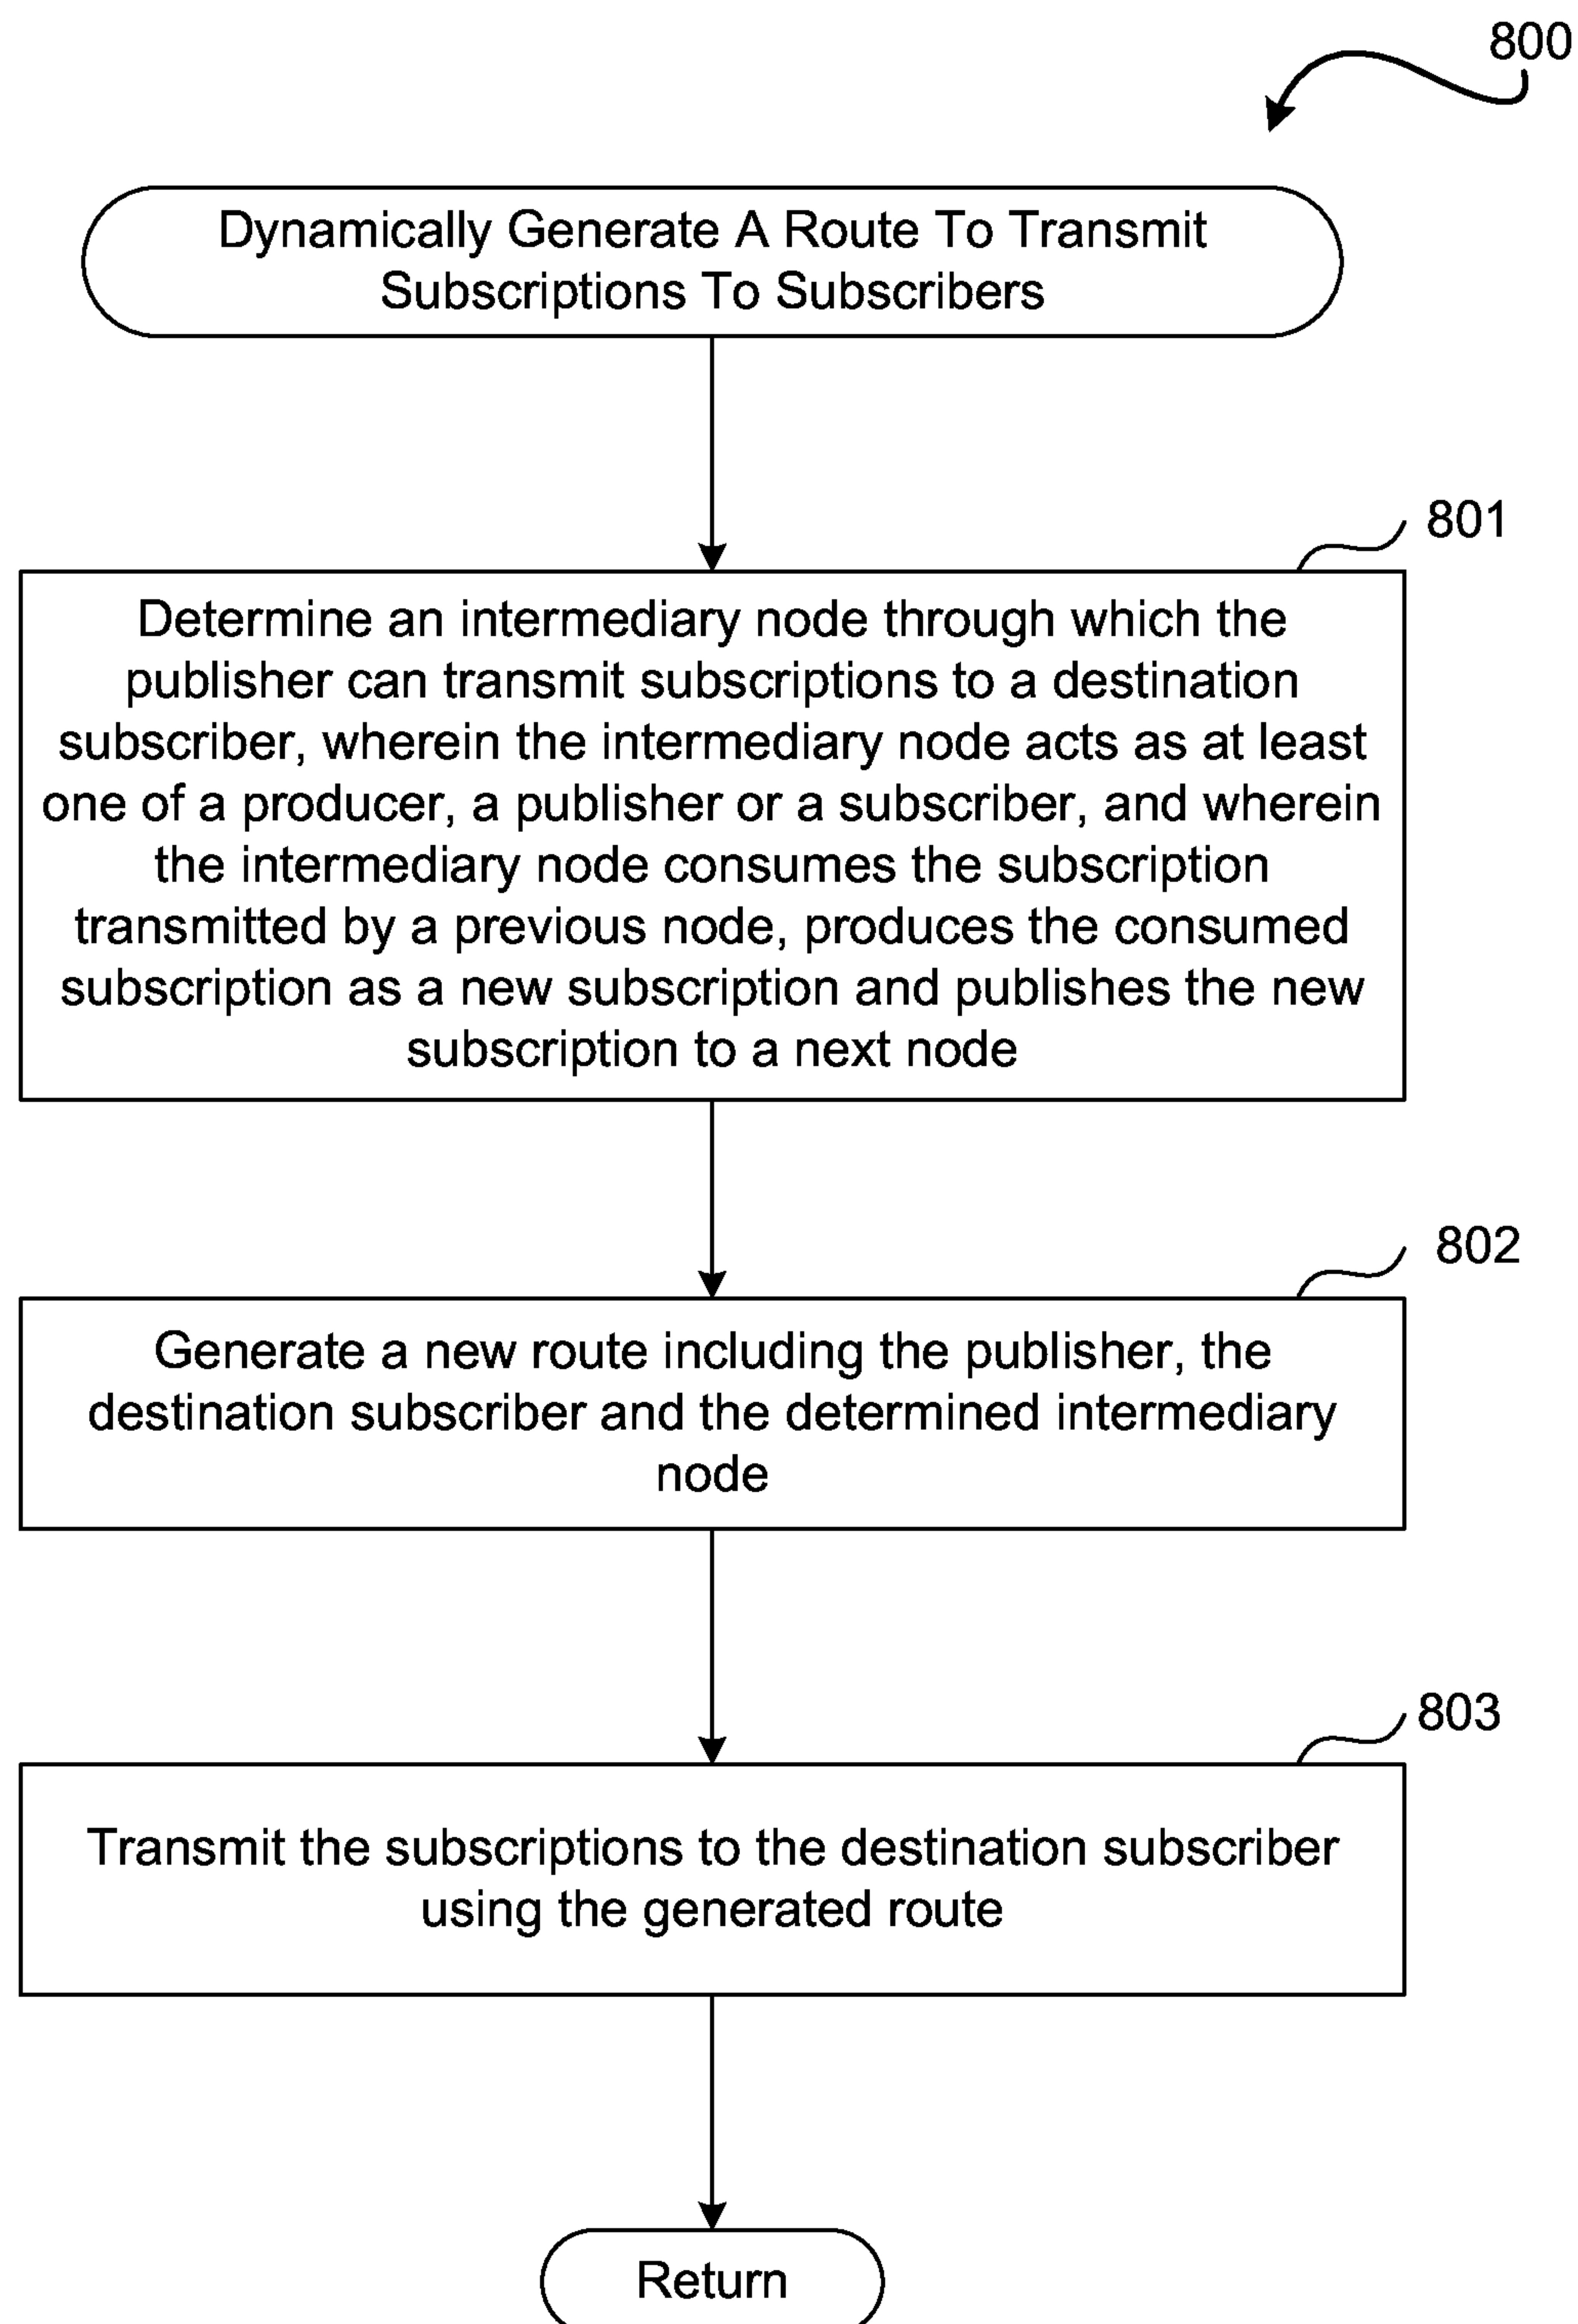 800
Dynamically Generate A Route To Transmit
Subscriptions To Subscribers
801
Determine an intermediary node through which the
publisher can transmit subscriptions to a destination
subscriber, wherein the intermediary node acts as at least
one of a producer, a publisher or a subscriber, and wherein
the intermediary node consumes the subscription
transmitted by a previous node, produces the consumed
subscription as a new subscription and publishes the new
subscription to a next node
802
Generate a new route including the publisher, the
destination subscriber and the determined intermediary
node
803
Transmit the subscriptions to the destination subscriber
using the generated route
Return